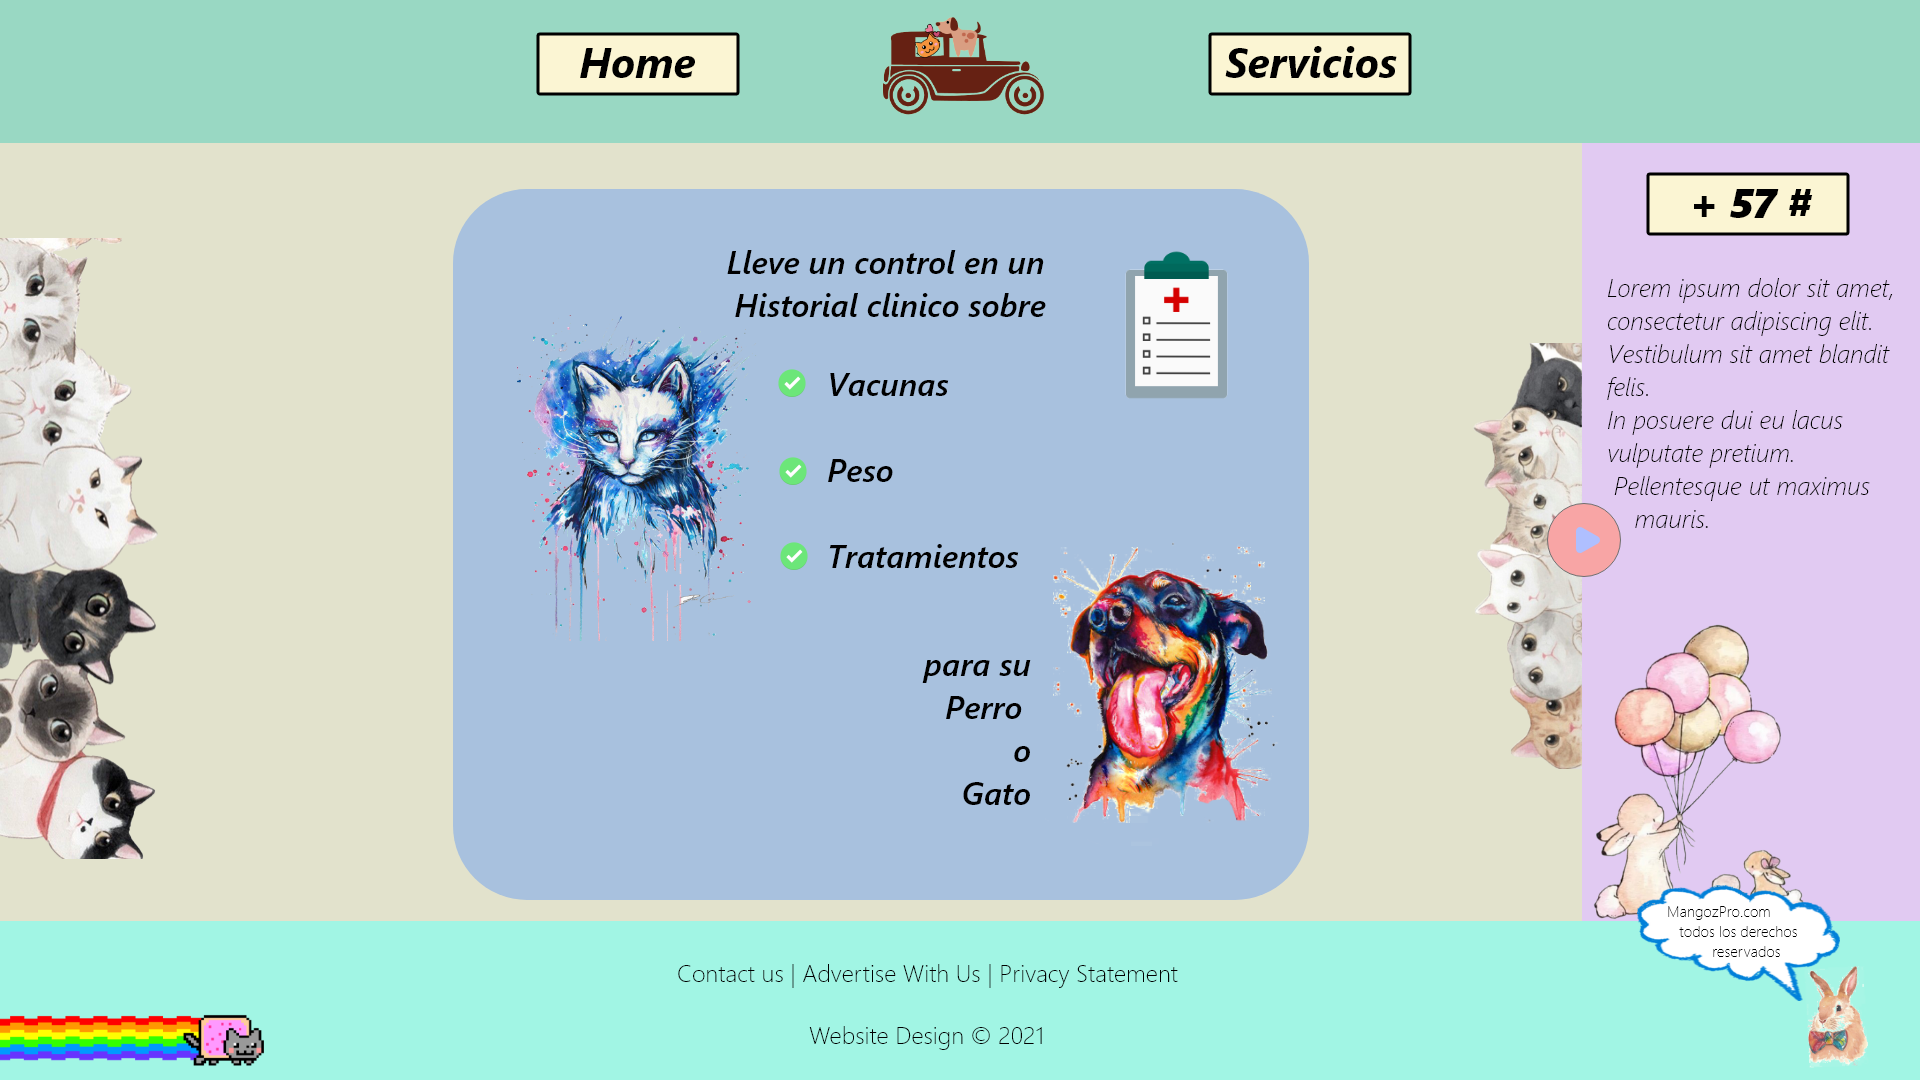 Home
Servicios
+ 57 #
Lleve un control en un
Historial clinico sobre
Vacunas
Peso
Tratamientos
para su
Perro
o
Gato
Lorem ipsum dolor sit amet,
consectetur adipiscing elit.
Vestibulum sit amet blandit
felis.
In posuere dui eu lacus
vulputate pretium.
Pellentesque ut maximus
mauris.
MangozPro.com
todos los derechos
reservados
Contact us | Advertise With Us | Privacy Statement
Website Design © 2021